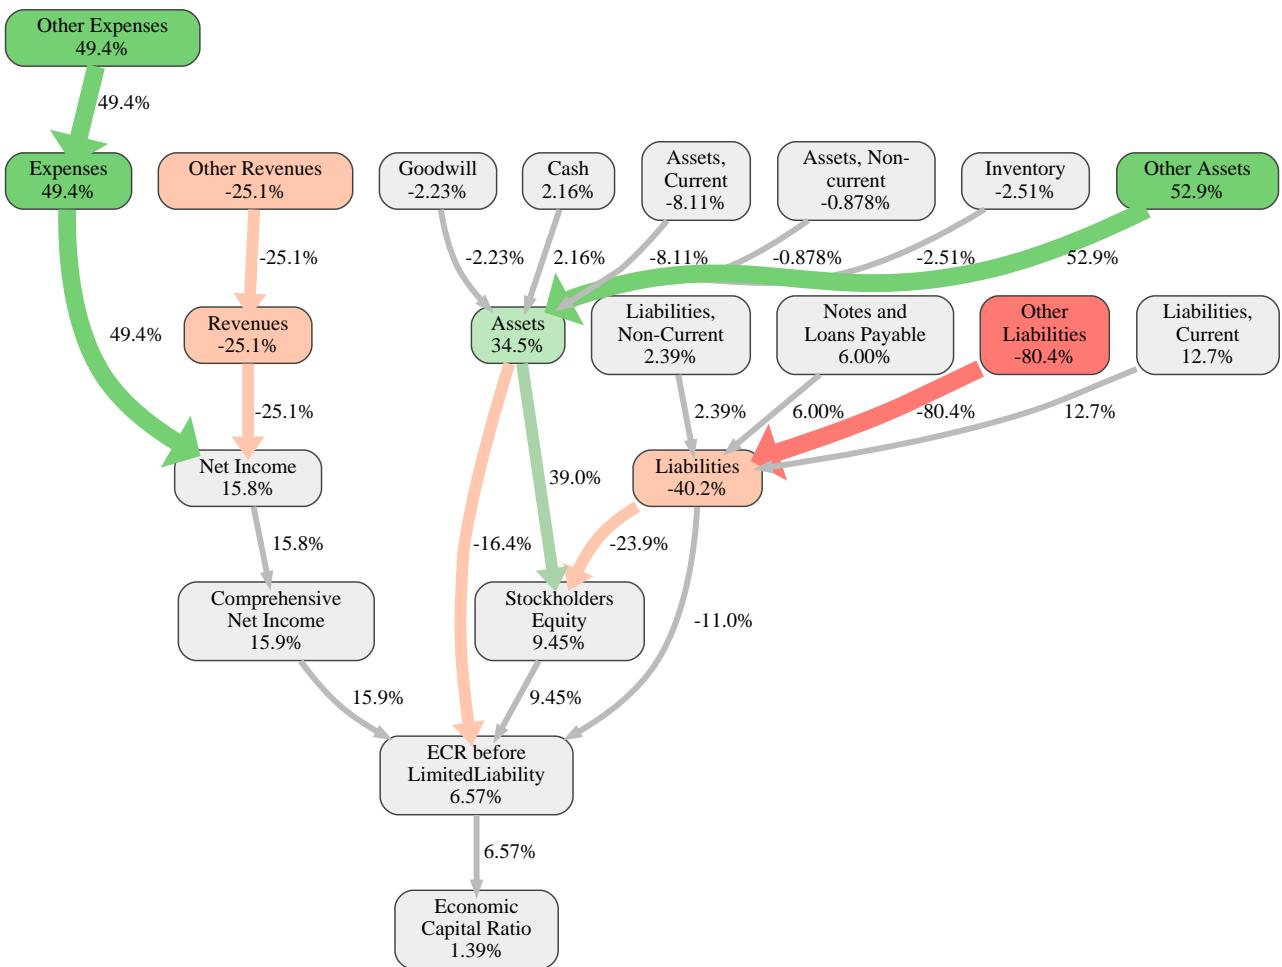 Other Expenses
49.4%
49.4%
Expenses
49.4%
Other Revenues
-25.1%
Goodwill
-2.23%
Cash
2.16%
Assets,
Current
-8.11%
Assets, Non-
current
-0.878%
Inventory
-2.51%
Other Assets
52.9%
-25.1%
-2.23%
2.16%
-8.11%
-0.878%
-2.51%
52.9%
49.4%
Revenues
-25.1%
Assets
34.5%
Liabilities,
Non-Current
2.39%
Notes and
Loans Payable
6.00%
Other
Liabilities
-80.4%
Liabilities,
Current
12.7%
-25.1%
2.39%
6.00%
-80.4%
12.7%
Net Income
15.8%
39.0%
Liabilities
-40.2%
15.8%
-16.4%
-23.9%
Comprehensive
Net Income
15.9%
Stockholders
Equity
9.45%
-11.0%
15.9%
9.45%
ECR before
LimitedLiability
6.57%
6.57%
Economic
Capital Ratio
1.39%